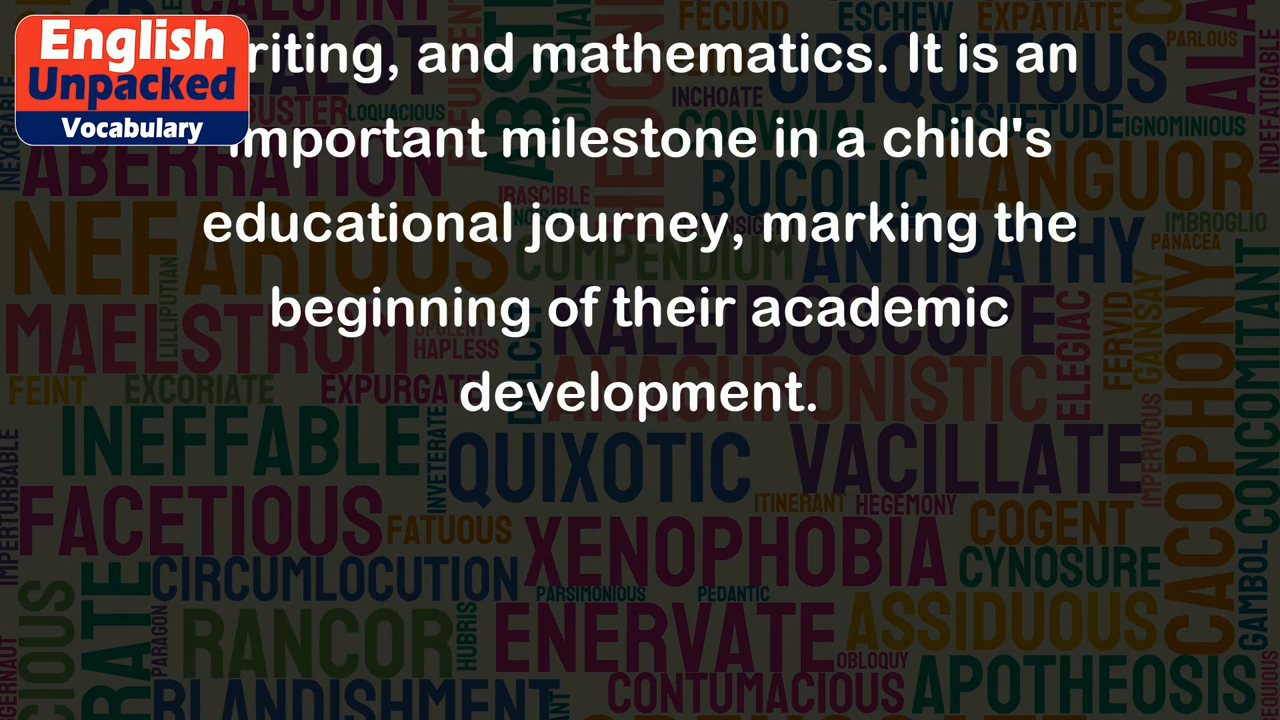 English
Unpacked
Vocabulary
riting, and mathematics. It is an
important milestone in a child's
educational journey, marking the
beginning of their academic
development.
FECUND
ESCHEW
EXPATIATE
PARLOUS
UBIQUITOUS
INCHOATE
LOQUACIOUS
CONVIVIAL
DESUETUDE
IGNOMINIOUS
INEFFATIGABLE
INEXORABLE
ABERRATION
IRASCIBLE
BUCOLIC
LANGUOR
IMBROGLIO
PANACEA
NEFARIOUS
COMPENDIUM
ANTIPATHY
LILLIPUTIAN
MAELSTROM
HAPLESS
KALEIDOSCOPE
ELEGIAC
FERVID
GAINSAY
CACOPHONY
CONCOMITANT
FEINT
EXCORIATE
EXPURGATE
ANACHRONISTIC
INEFFABLE
INVETERATE
QUIXOTIC
VACILLATE
IMPERVIOUS
IMPERTURBABLE
FACETIOUS
FATUOUS
ITINERANT
HEGEMONY
XENOPHOBIA
COGENT
CYNOSURE
CIRCUMLOCUTION
PARSIMONIOUS
PEDANTIC
GAMBOL
PARAGON
RANCOR
HUBRIS
ENERVATE
ASSIDUOUS
OBLOQUY
BLANDISHMENT
CONTUMACIOUS
APOTHEOSIS